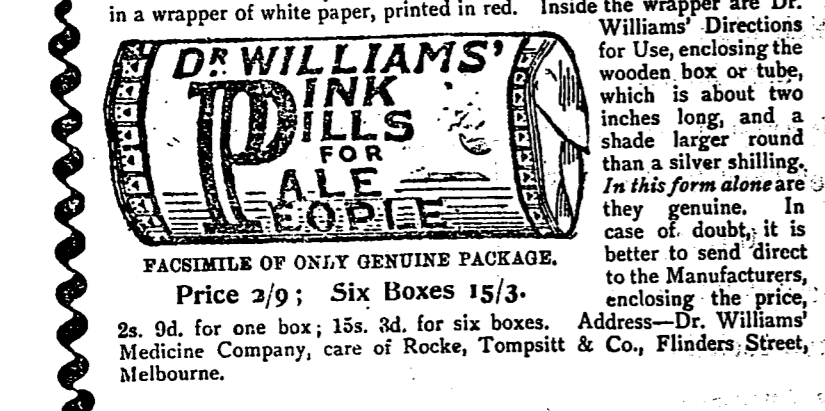 in a wrapper of white paper, printed in red. Inside the wrapper are Dr.
Williams' Directions
for Use, enclosing the
wooden box or tube,
which is about two
inches long, and a
shade larger round
than a silver shilling.
In this form alone are
they genuine. In
case of doubt, it is
better to send direct
to the Manufacturers,
enclosing the price,
DR WILLIAMS'
PINK
PILLS
FOR
PALE
PEOPLE
FACSIMILE OF ONLY GENUINE PACKAGE.
Price 2/9; Six Boxes 15/3.
2s. 9d. for one box; 15s. 3d. for six boxes. Address—Dr. Williams'
Medicine Company, care of Rocke, Tompsitt & Co., Flinders Street,
Melbourne.